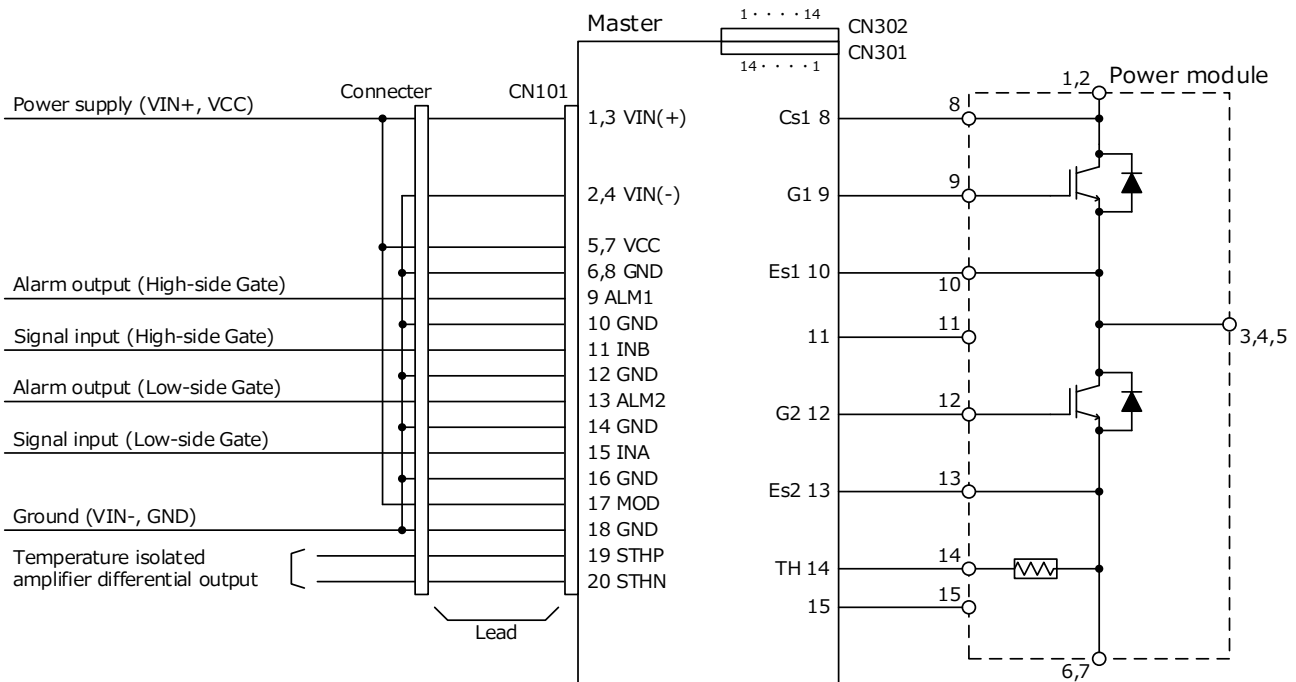 Master
1 · · · · 14
CN302
CN301
14 · · · · 1
Power module
1,2
Connecter
CN101
Power supply (VIN+, VCC)
1,3 VIN(+)
Cs1 8
8
2,4 VIN(-)
G1 9
9
5,7 VCC
6,8 GND
Es1 10
10
Alarm output (High-side Gate)
9 ALM1
10 GND
Signal input (High-side Gate)
11 INB
11
11
3,4,5
12 GND
Alarm output (Low-side Gate)
13 ALM2
G2 12
12
14 GND
Signal input (Low-side Gate)
15 INA
16 GND
Es2 13
13
17 MOD
Ground (VIN-, GND)
18 GND
Temperature isolated
amplifier differential output
19 STHP
TH 14
14
20 STHN
15
15
Lead
6,7